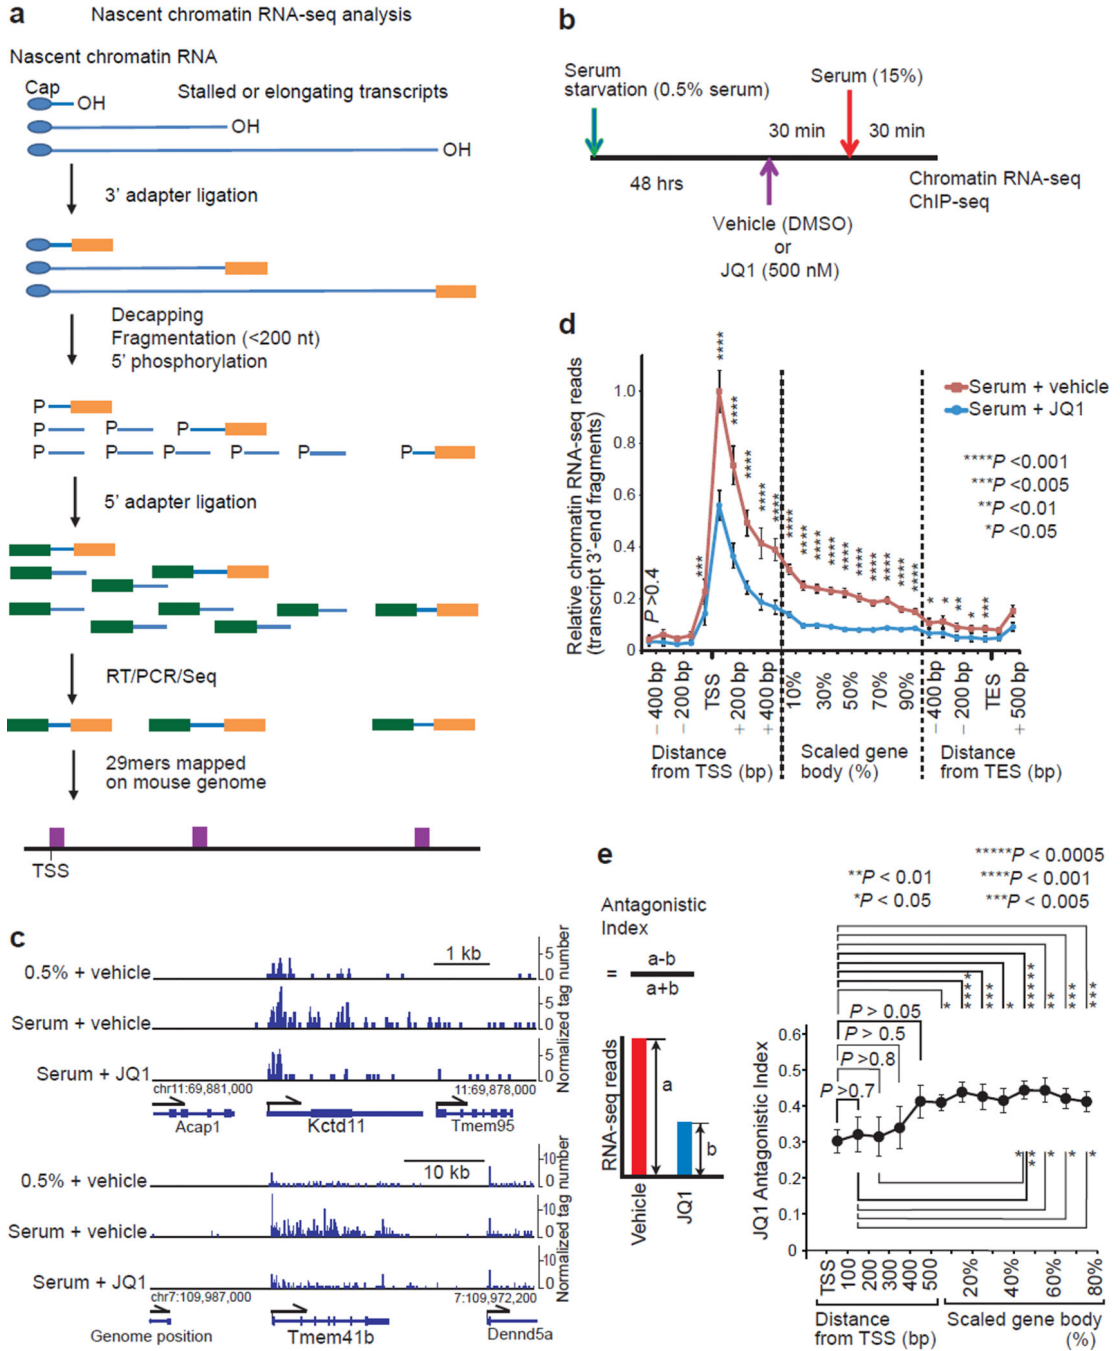 a
Nascent chromatin RNA-seq analysis
Nascent chromatin RNA
Cap
OH
Stalled or elongating transcripts
OH
OH
3' adapter ligation
Decapping
Fragmentation (<200 nt)
5' phosphorylation
P
P P P
P P P P P P
5' adapter ligation
RT/PCR/Seq
29mers mapped
on mouse genome
TSS
b
Serum
starvation (0.5% serum)
Serum (15%)
30 min
30 min
48 hrs
Chromatin RNA-seq
ChIP-seq
Vehicle (DMSO)
or
JQ1 (500 nM)
c
0.5% + vehicle
1 kb
5
0
Serum + vehicle
5
0
Serum + JQ1
5
0
Normalized tag number
chr11:69,881,000
11:69,878,000
Acap1
Kctd11
Tmem95
0.5% + vehicle
10 kb
10
0
Serum + vehicle
10
0
Serum + JQ1
10
0
Normalized tag number
chr7:109,987,000
7:109,972,200
Genome position
Tmem41b
Dennd5a
d
Relative chromatin RNA-seq reads
(transcript 3'-end fragments)
1.0
0.8
0.6
0.4
0.2
0
P >0.4
***
****
****
****
****
****
****
****
****
****
****
****
****
****
****
*
*
**
*
***
Serum + vehicle
Serum + JQ1
****P <0.001
***P <0.005
**P <0.01
*P <0.05
– 400 bp
– 200 bp
TSS
+ 200 bp
+ 400 bp
10%
30%
50%
70%
90%
– 400 bp
– 200 bp
TES
+ 500 bp
Distance
from TSS (bp)
Scaled gene
body (%)
Distance
from TES (bp)
e
Antagonistic
Index
= a-b
a+b
RNA-seq reads
a
b
Vehicle
JQ1
*****P < 0.0005
**P < 0.01
****P < 0.001
*P < 0.05
***P < 0.005
*
****
***
*
*****
**
***
***
P > 0.05
P > 0.5
P >0.8
P >0.7
JQ1 Antagonistic Index
0.6
0.5
0.4
0.3
0.2
0.1
0
*
**
*
*
*
TSS
100
200
300
400
500
20%
40%
60%
80%
Distance
from TSS (bp)
Scaled gene body
(%)